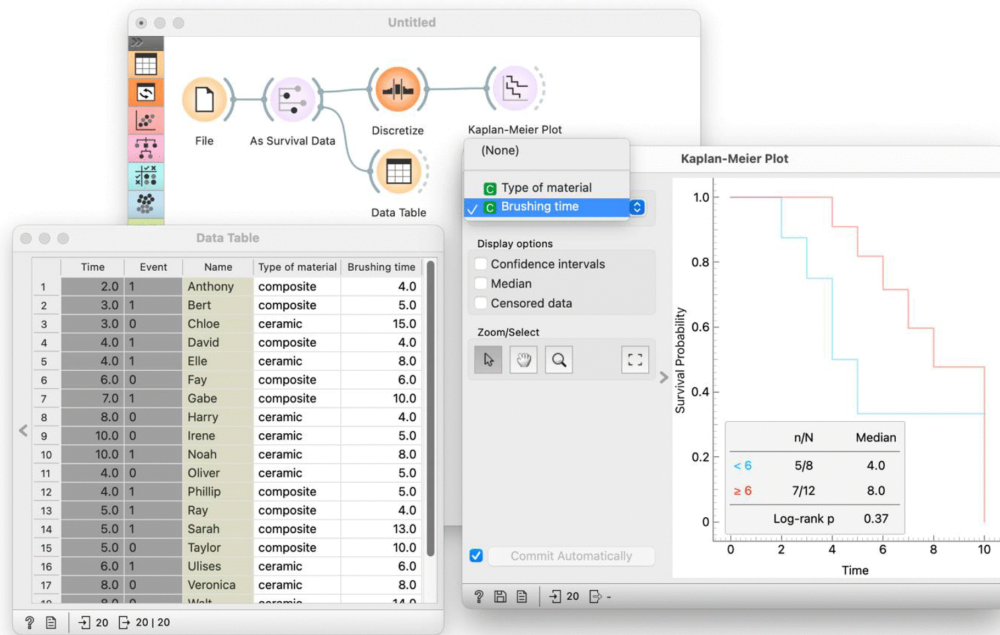 Untitled
File
As Survival Data
Discretize
Kaplan-Meier Plot
Data Table
Data Table
Time Event Name Type of material Brushing time
1 2.0 1 Anthony composite 4.0
2 3.0 1 Bert composite 5.0
3 3.0 0 Chloe ceramic 15.0
4 4.0 1 David composite 4.0
5 4.0 1 Elle ceramic 8.0
6 6.0 0 Fay composite 6.0
7 7.0 1 Gabe composite 10.0
8 8.0 0 Harry ceramic 4.0
9 10.0 0 Irene ceramic 5.0
10 10.0 1 Noah ceramic 8.0
11 4.0 0 Oliver ceramic 5.0
12 4.0 1 Phillip composite 5.0
13 5.0 1 Ray composite 4.0
14 5.0 1 Sarah composite 13.0
15 5.0 0 Taylor composite 10.0
16 6.0 1 Ulises ceramic 6.0
17 8.0 0 Veronica ceramic 8.0
? 20 20 | 20
(None)
C Type of material
C Brushing time
Display options
Confidence intervals
Median
Censored data
Zoom/Select
Commit Automatically
? 20 -
Kaplan-Meier Plot
Survival Probability
1.0
0.8
0.6
0.4
0.2
0
n/N Median
< 6 5/8 4.0
≥ 6 7/12 8.0
Log-rank p 0.37
0 2 4 6 8 10
Time